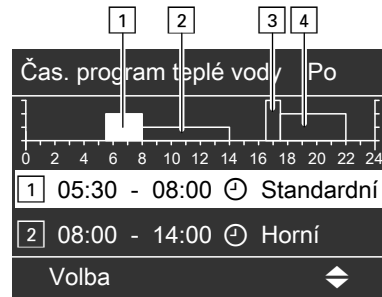 1 2 3 4
Čas. program teplé vody Po
0 2 4 6 8 10 12 14 16 18 20 22 24
1 05:30 - 08:00 Standardní
2 08:00 - 14:00 Horní
Volba